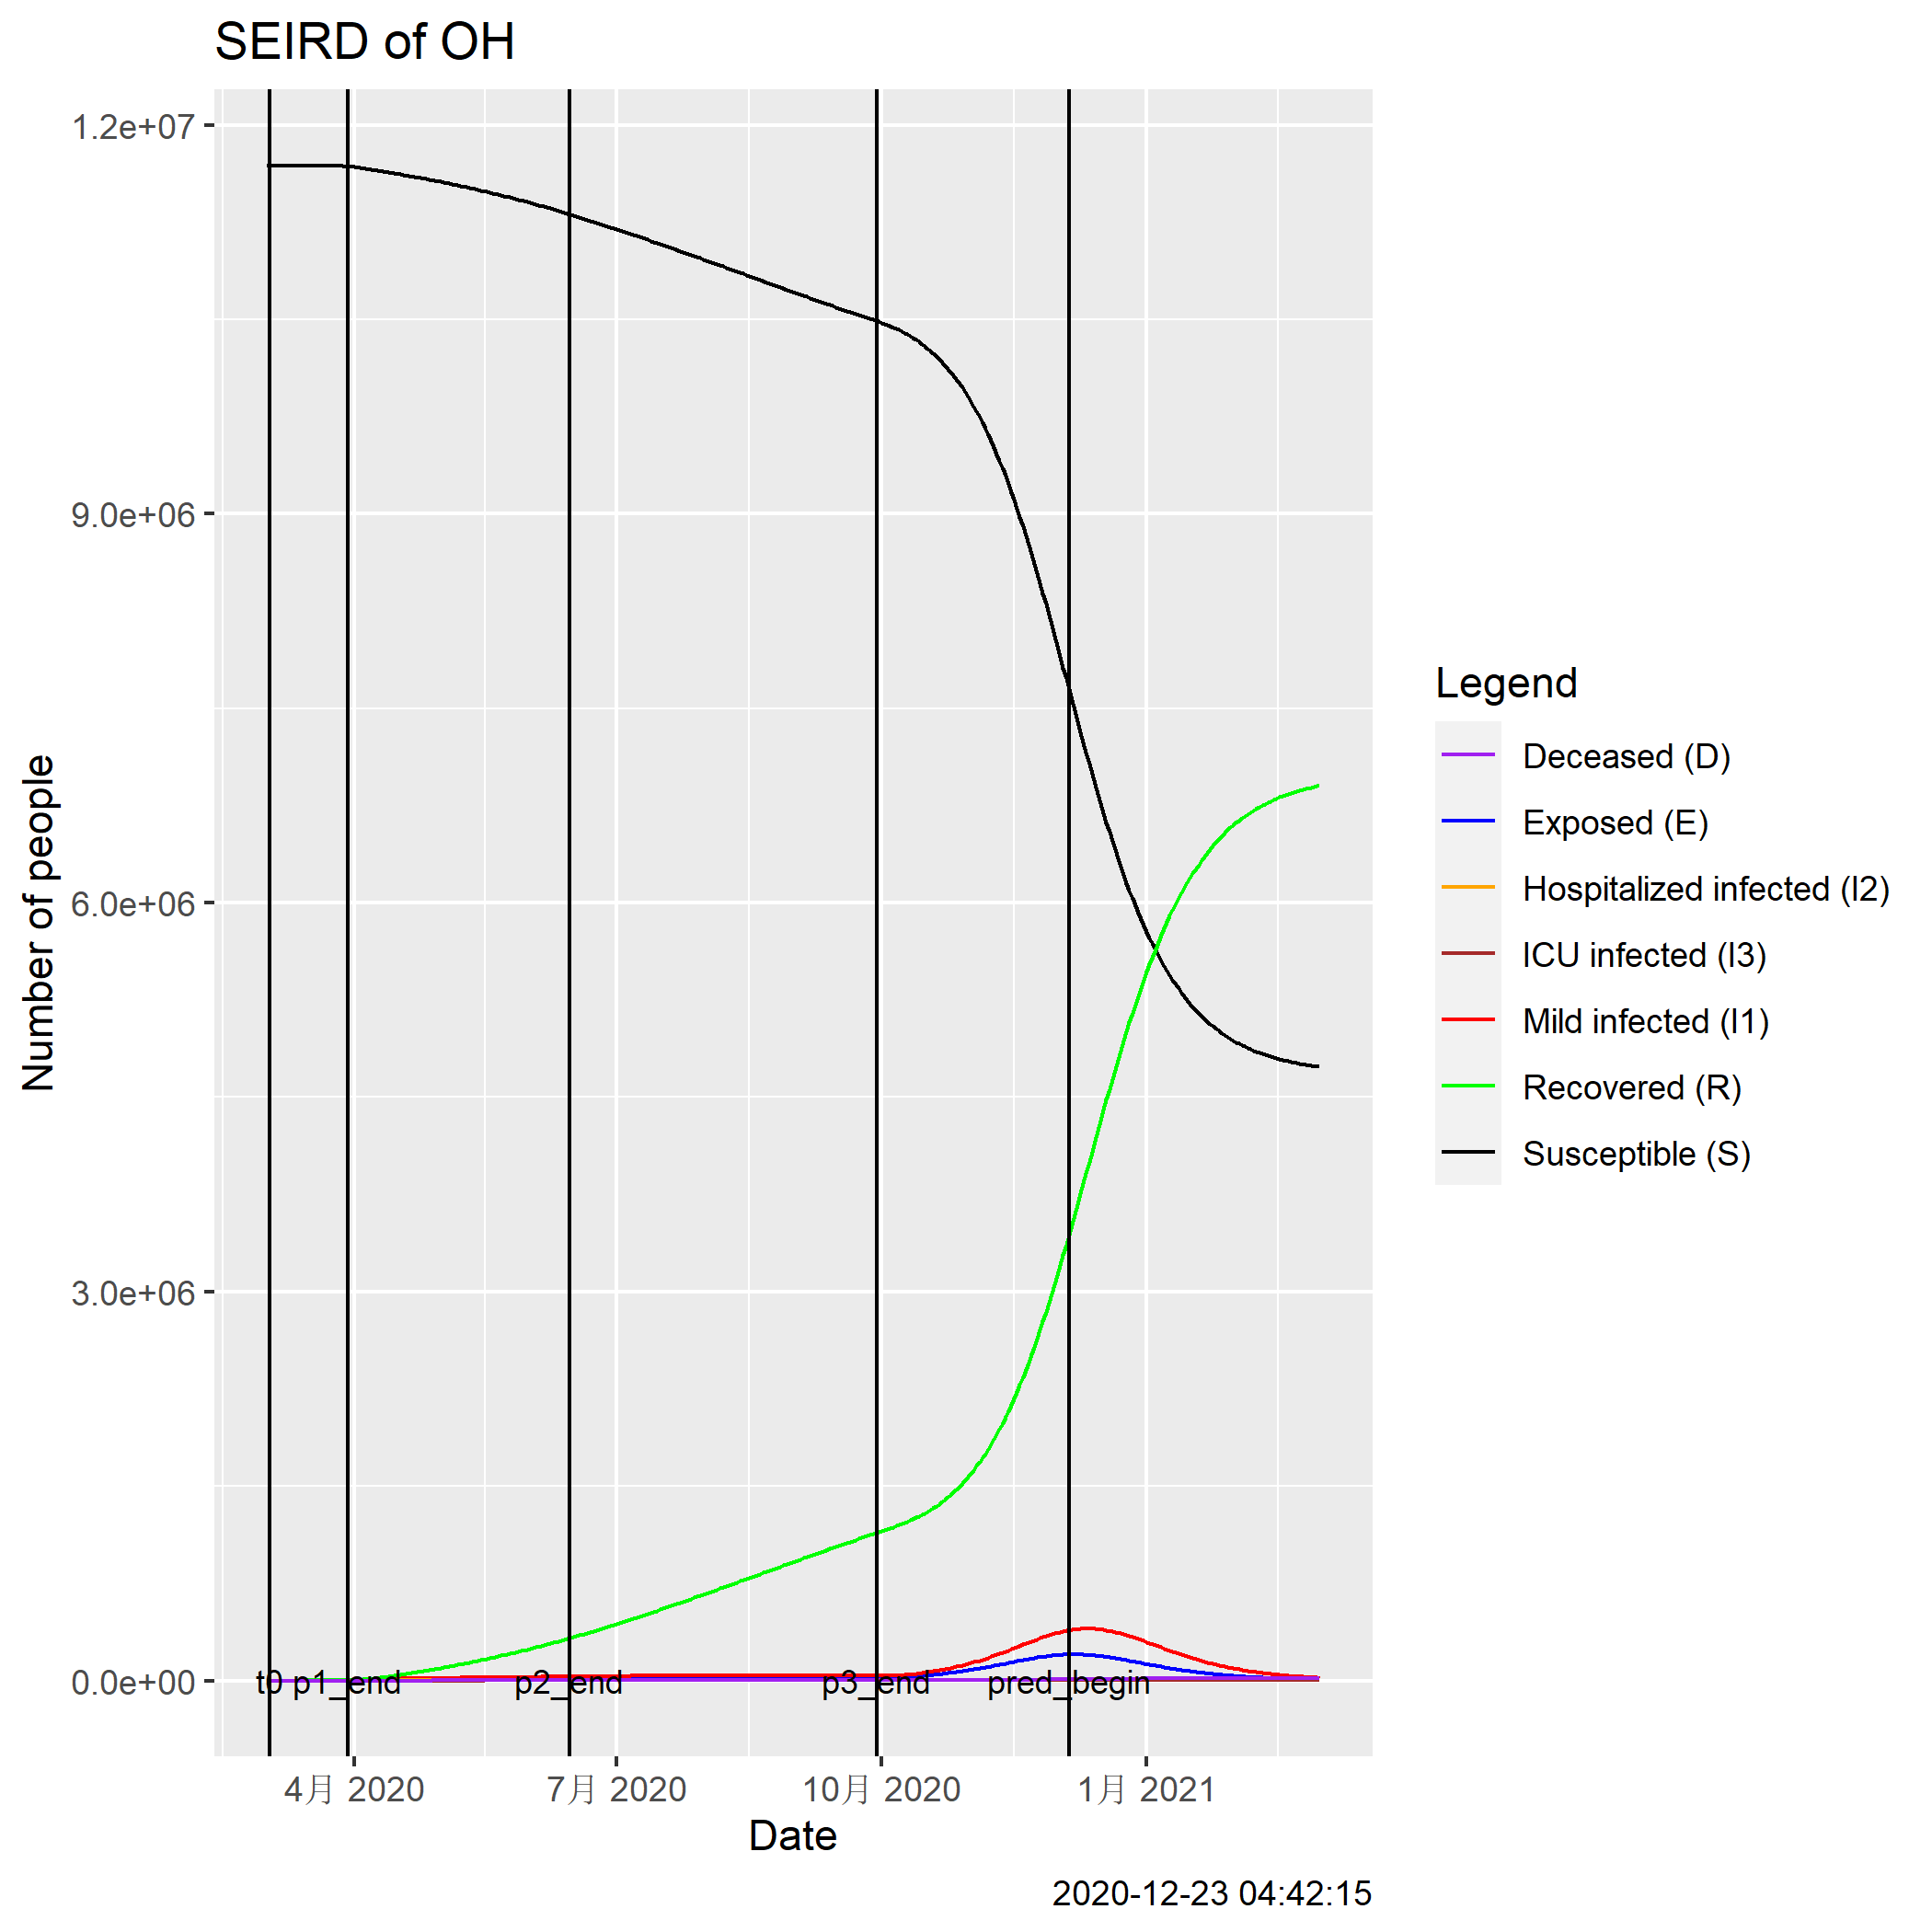 SEIRD of OH
1.2e+07
9.0e+06
6.0e+06
3.0e+06
0.0e+00
Number of people
t0 p1_end p2_end p3_end pred_begin
4月 2020 7月 2020 10月 2020 1月 2021
Date
2020-12-23 04:42:15
Legend
Deceased (D)
Exposed (E)
Hospitalized infected (I2)
ICU infected (I3)
Mild infected (I1)
Recovered (R)
Susceptible (S)